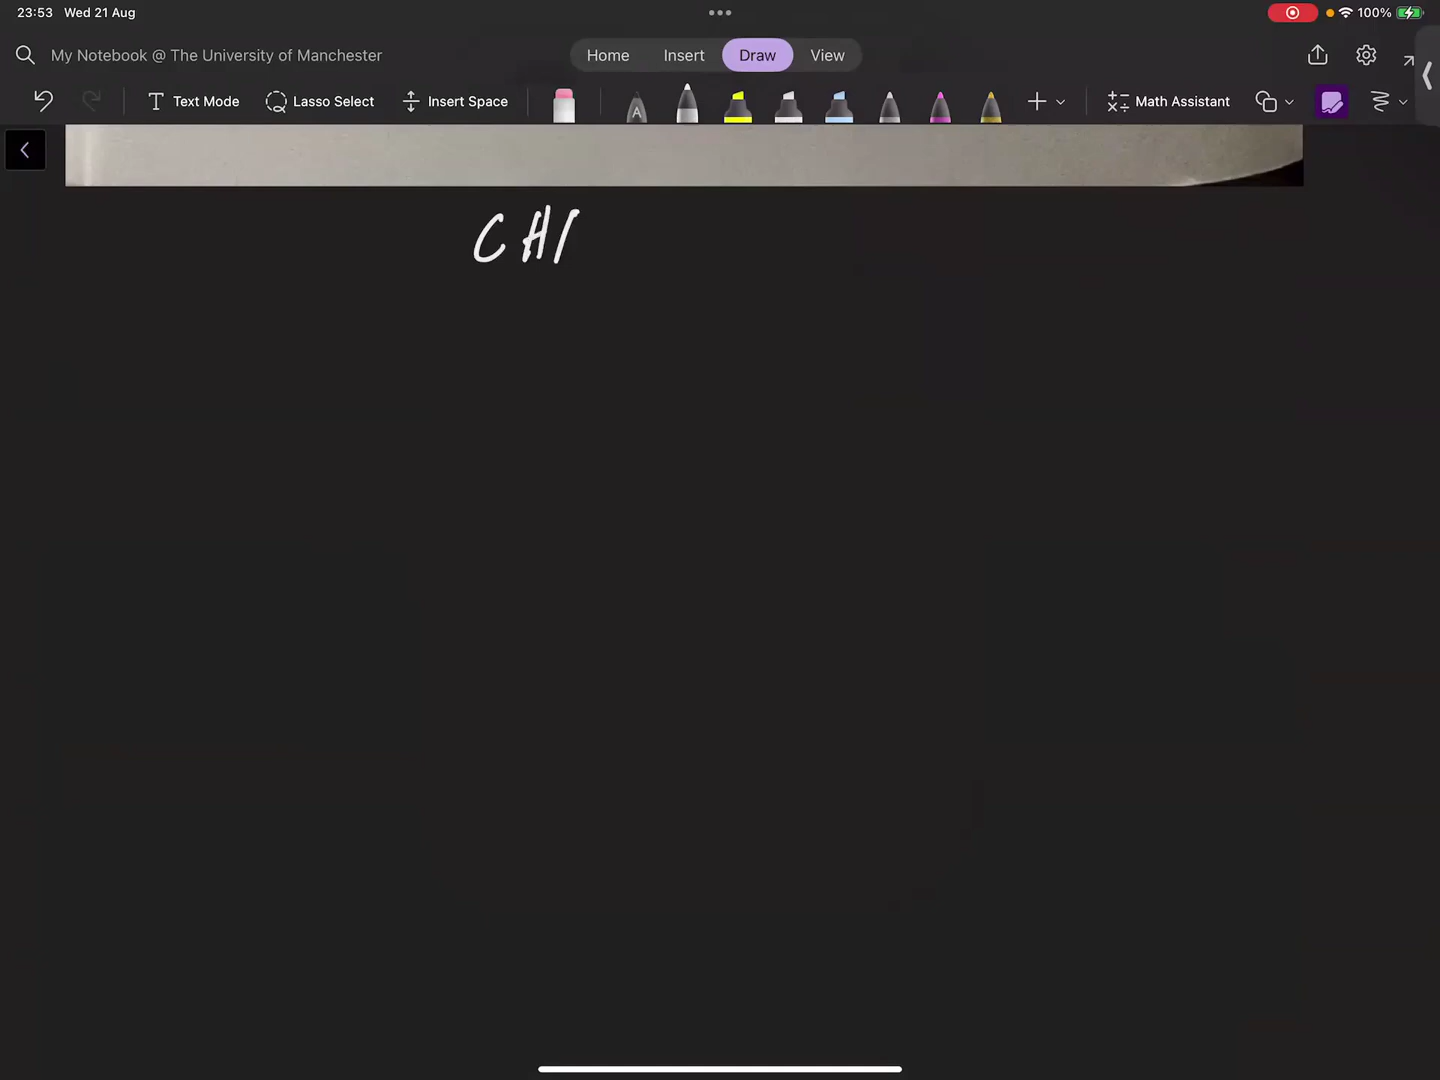 23:53 Wed 21 Aug 100%
My Notebook @ The University of Manchester Home Insert Draw View
Text Mode Lasso Select Insert Space A Math Assistant
CHI